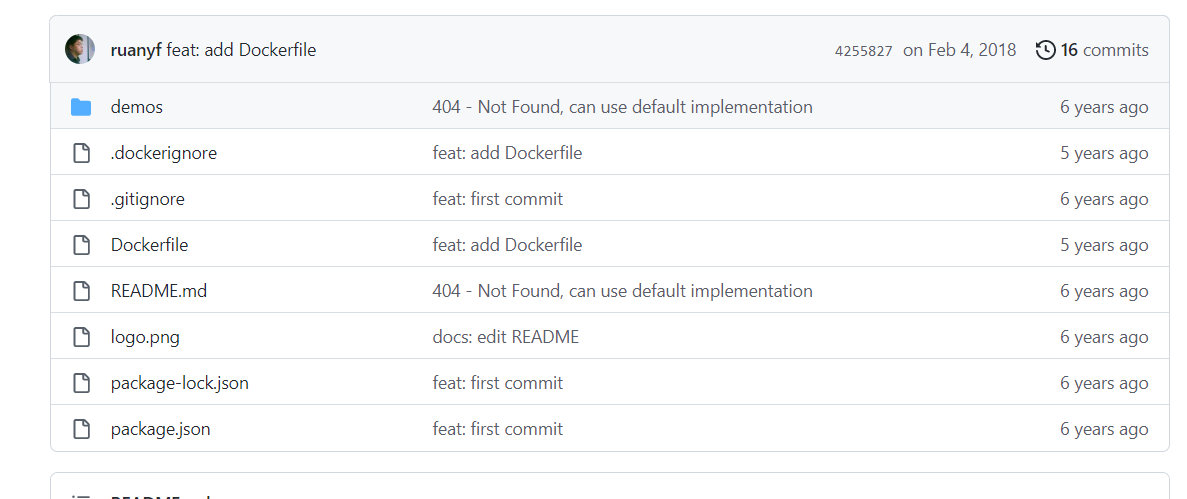 ruanyf feat: add Dockerfile 4255827 on Feb 4, 2018 16 commits
demos 404 - Not Found, can use default implementation 6 years ago
.dockerignore feat: add Dockerfile 5 years ago
.gitignore feat: first commit 6 years ago
Dockerfile feat: add Dockerfile 5 years ago
README.md 404 - Not Found, can use default implementation 6 years ago
logo.png docs: edit README 6 years ago
package-lock.json feat: first commit 6 years ago
package.json feat: first commit 6 years ago